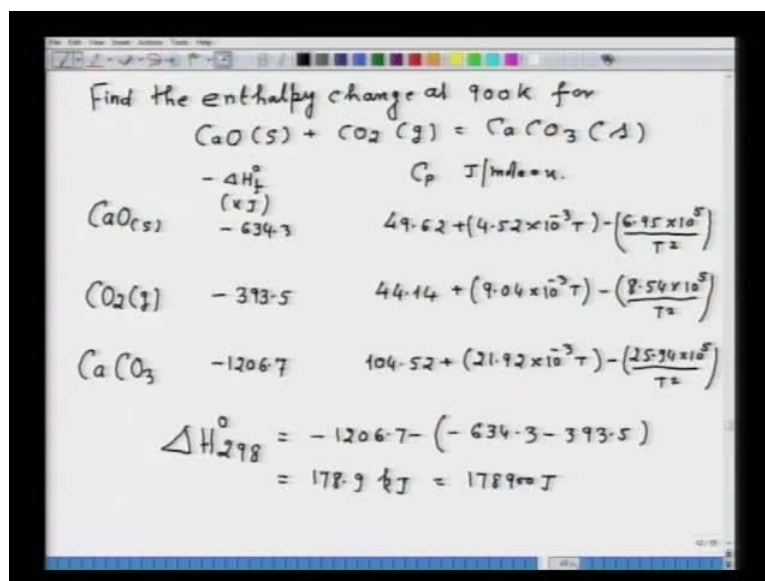 Find the enthalpy change at 900k for
CaO(s) + CO2 (g) = CaCO3 (s)
- ΔH°f Cp J/mole·k.
(kJ)
CaO(s) - 634.3 49.62 + (4.52×10^-3 T) - (6.95×10^5 / T^2)
CO2(g) - 393.5 44.14 + (9.04×10^-3 T) - (8.54×10^5 / T^2)
CaCO3 -1206.7 104.52 + (21.92×10^-3 T) - (25.94×10^5 / T^2)
ΔH°298 = - 1206.7 - ( - 634.3 - 393.5 )
= 178.9 kJ = 178900 J